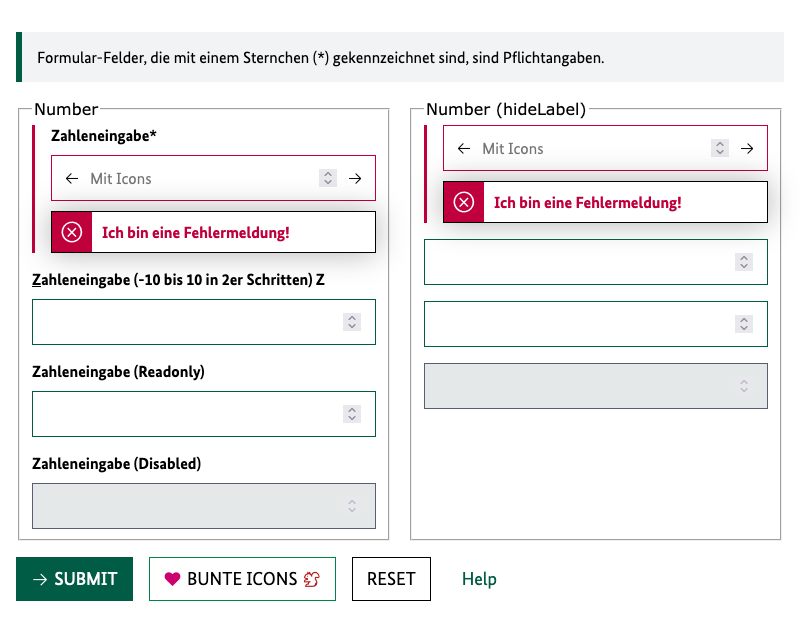 Formular-Felder, die mit einem Sternchen (*) gekennzeichnet sind, sind Pflichtangaben.
Number
Zahleneingabe*
Mit Icons
Ich bin eine Fehlermeldung!
Zahleneingabe (-10 bis 10 in 2er Schritten) Z
Zahleneingabe (Readonly)
Zahleneingabe (Disabled)
Number (hideLabel)
Mit Icons
Ich bin eine Fehlermeldung!
SUBMIT
BUNTE ICONS
RESET
Help